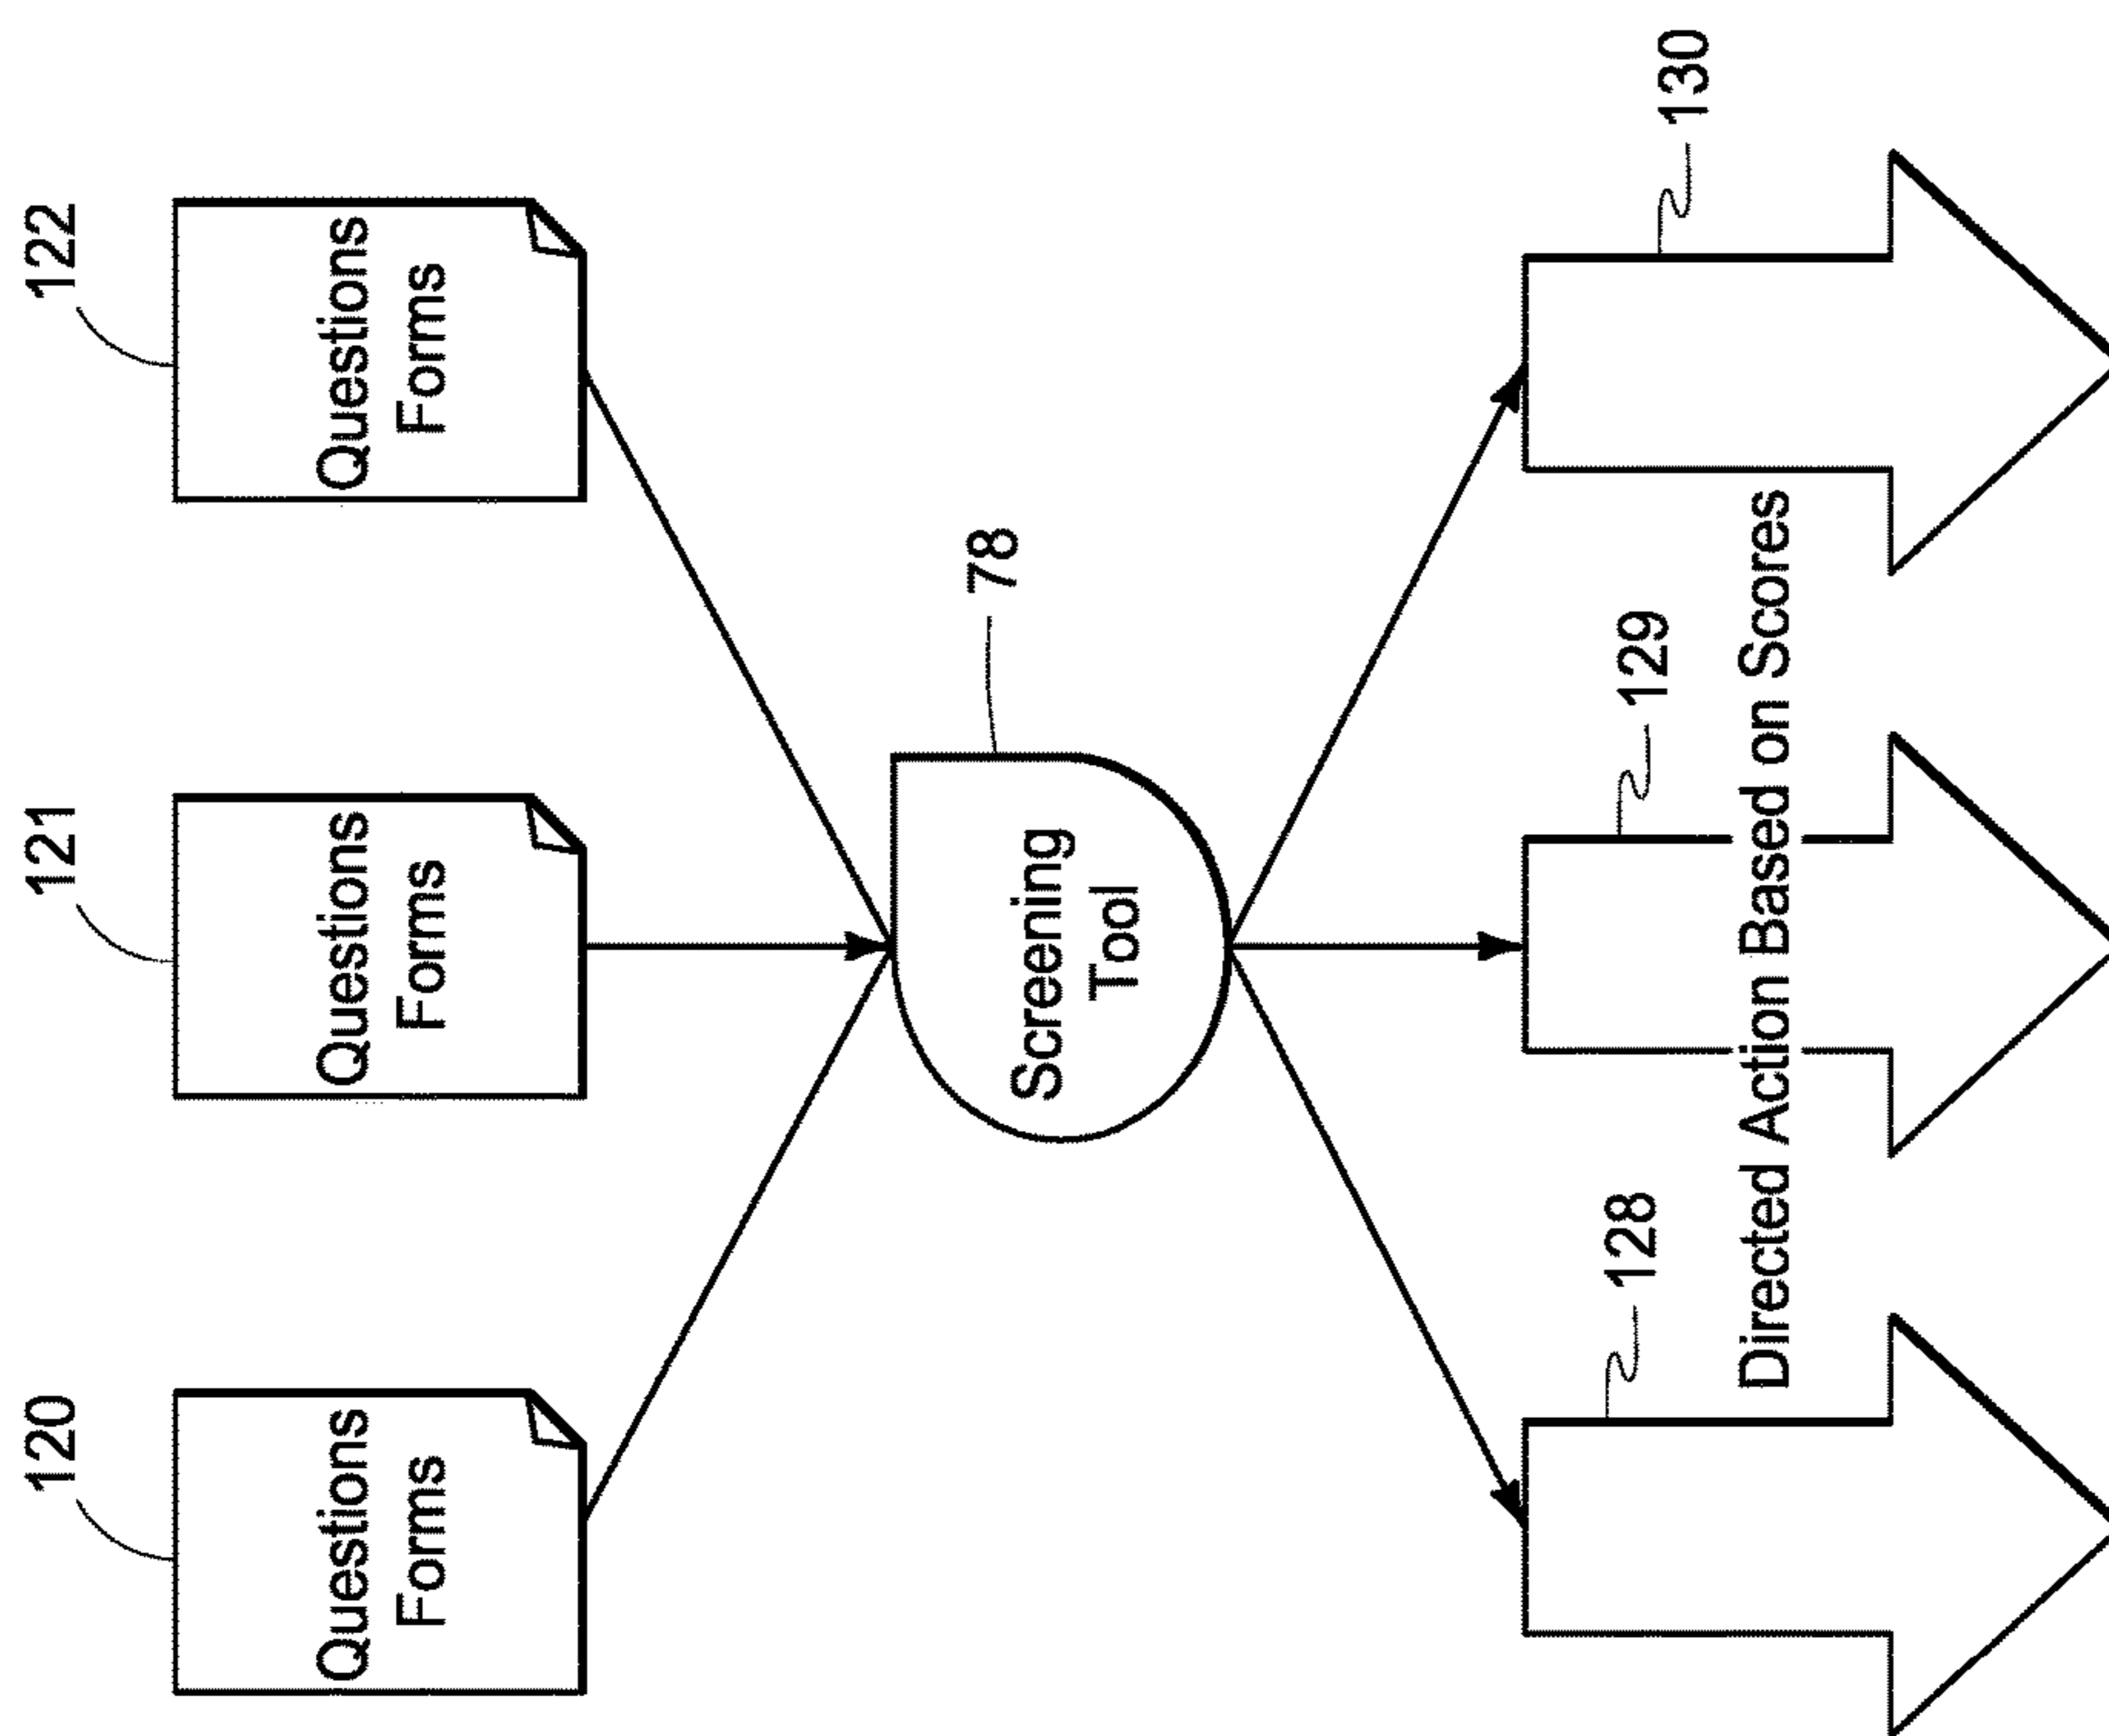 120
121
122
Questions
Forms
Questions
Forms
Questions
Forms
78
Screening
Tool
128
129
130
Directed Action Based on Scores